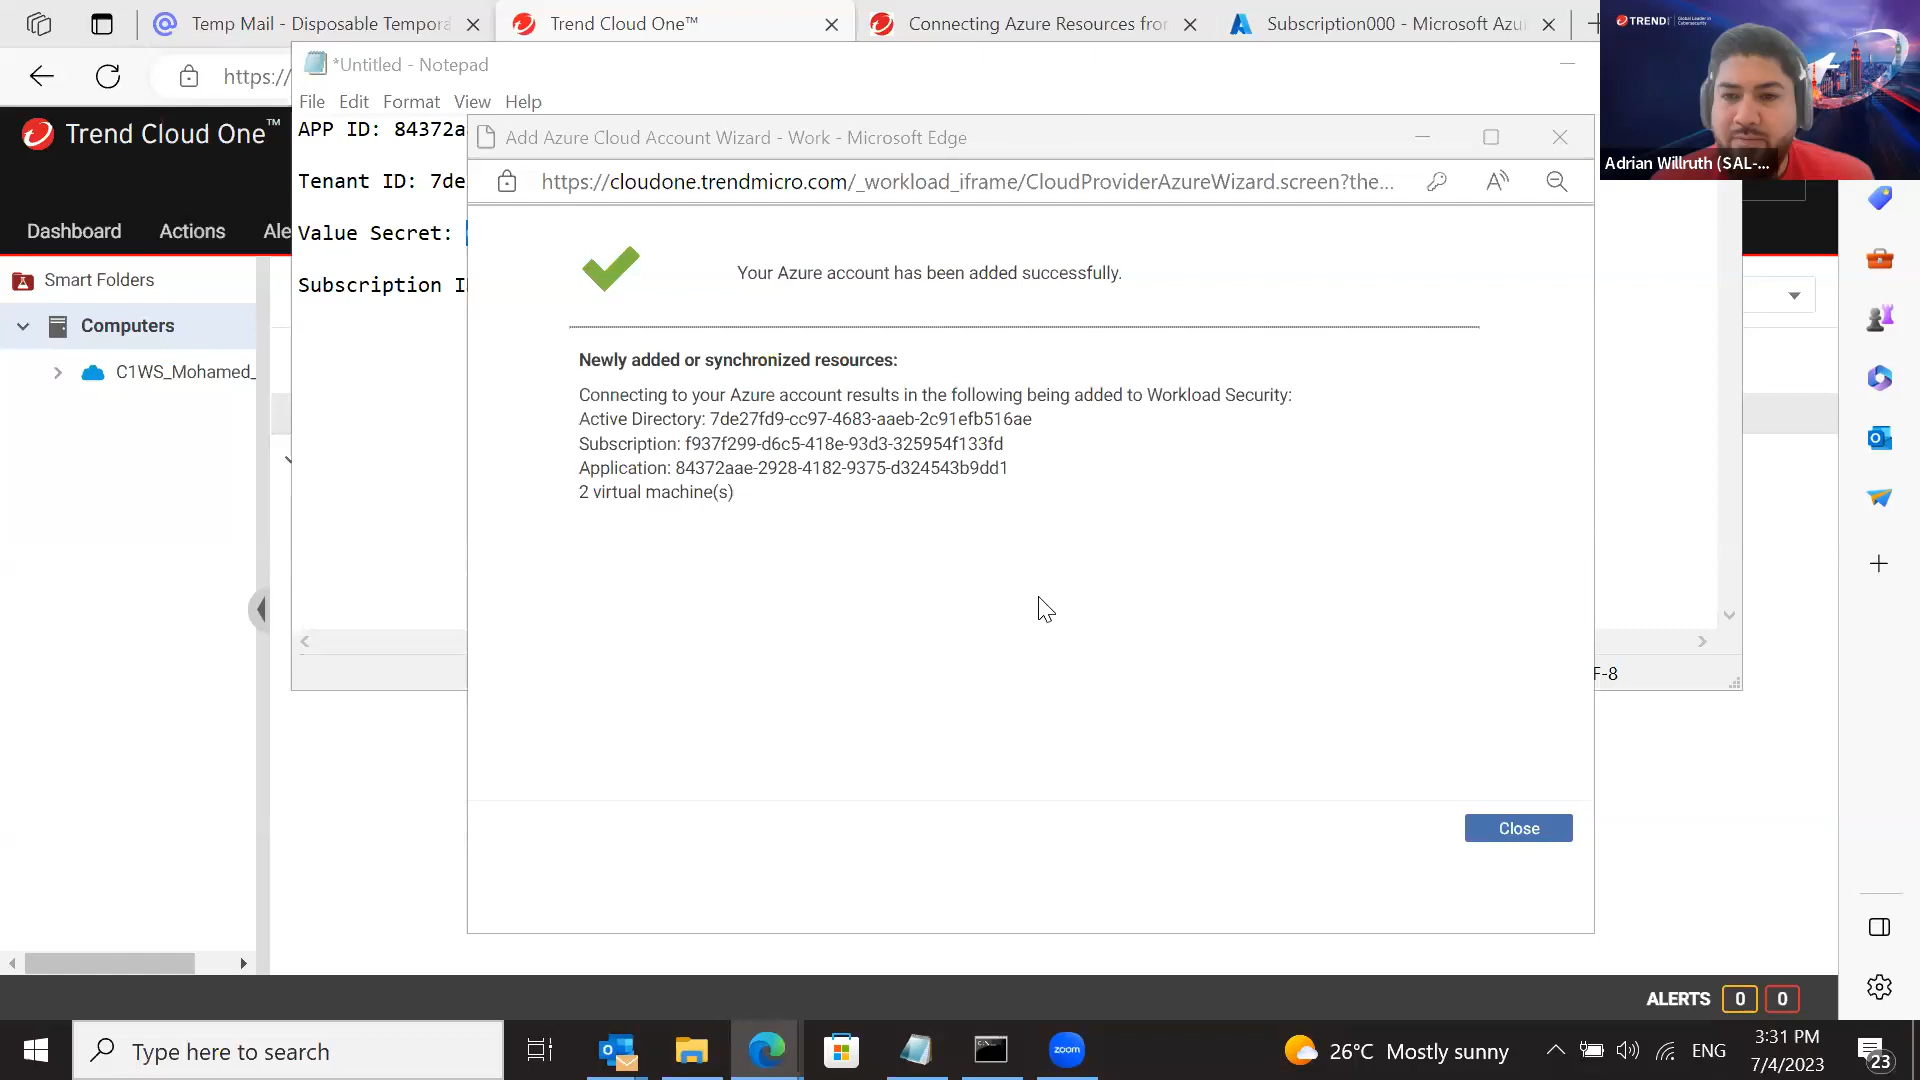 Temp Mail - Disposable Tempora
Trend Cloud One™
Connecting Azure Resources fror
Subscription000 - Microsoft Azu
https://
*Untitled - Notepad
File Edit Format View Help
APP ID: 84372a
Tenant ID: 7de
Value Secret:
Subscription I
Trend Cloud One™
Dashboard Actions Ale
Smart Folders
Computers
C1WS_Mohamed_
Add Azure Cloud Account Wizard - Work - Microsoft Edge
https://cloudone.trendmicro.com/_workload_iframe/CloudProviderAzureWizard.screen?the...
Your Azure account has been added successfully.
Newly added or synchronized resources:
Connecting to your Azure account results in the following being added to Workload Security:
Active Directory: 7de27fd9-cc97-4683-aaeb-2c91efb516ae
Subscription: f937f299-d6c5-418e-93d3-325954f133fd
Application: 84372aae-2928-4182-9375-d324543b9dd1
2 virtual machine(s)
Close
F-8
TREND
Global Leader in
Cybersecurity
Adrian Willruth (SAL-...
ALERTS 0 0
Type here to search
zoom
26°C Mostly sunny
ENG
3:31 PM
7/4/2023
23